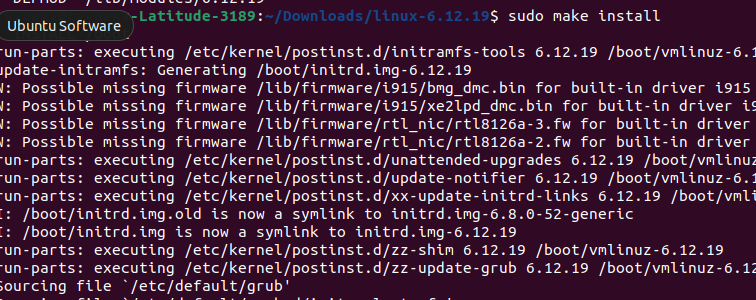 DEPMOD /lib/modules/6.12.19
-Latitude-3189:~/Downloads/linux-6.12.19$ sudo make install
Ubuntu Software
run-parts: executing /etc/kernel/postinst.d/initramfs-tools 6.12.19 /boot/vmlinuz-6.1
update-initramfs: Generating /boot/initrd.img-6.12.19
W: Possible missing firmware /lib/firmware/i915/bmg_dmc.bin for built-in driver i915
W: Possible missing firmware /lib/firmware/i915/xe2lpd_dmc.bin for built-in driver i9
W: Possible missing firmware /lib/firmware/rtl_nic/rtl8126a-3.fw for built-in driver
W: Possible missing firmware /lib/firmware/rtl_nic/rtl8126a-2.fw for built-in driver
run-parts: executing /etc/kernel/postinst.d/unattended-upgrades 6.12.19 /boot/vmlinuz
run-parts: executing /etc/kernel/postinst.d/update-notifier 6.12.19 /boot/vmlinuz-6.1
run-parts: executing /etc/kernel/postinst.d/xx-update-initrd-links 6.12.19 /boot/vmli
I: /boot/initrd.img.old is now a symlink to initrd.img-6.8.0-52-generic
I: /boot/initrd.img is now a symlink to initrd.img-6.12.19
run-parts: executing /etc/kernel/postinst.d/zz-shim 6.12.19 /boot/vmlinuz-6.12.19
run-parts: executing /etc/kernel/postinst.d/zz-update-grub 6.12.19 /boot/vmlinuz-6.12
Sourcing file `/etc/default/grub'